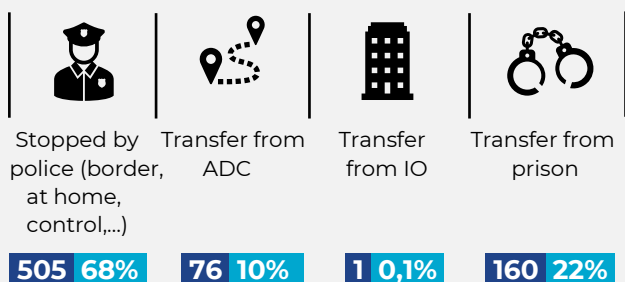 Stopped by
police (border,
at home,
control,...)
505 68%
Transfer from
ADC
76 10%
Transfer
from IO
1 0,1%
Transfer from
prison
160 22%